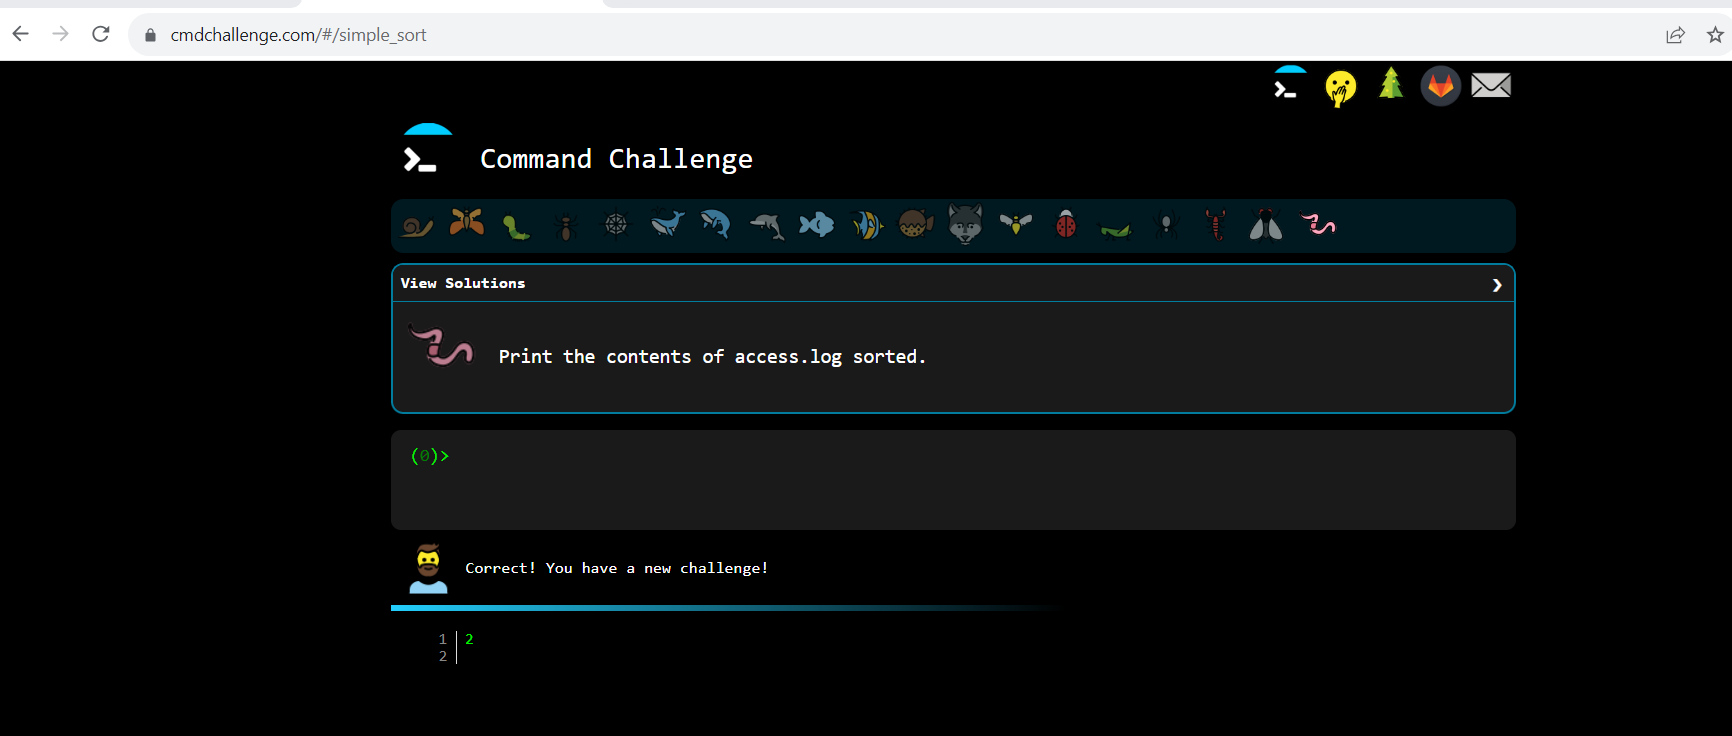 cmdchallenge.com/#/simple_sort
Command Challenge
View Solutions
Print the contents of access.log sorted.
(0)>
Correct! You have a new challenge!
1 2
2